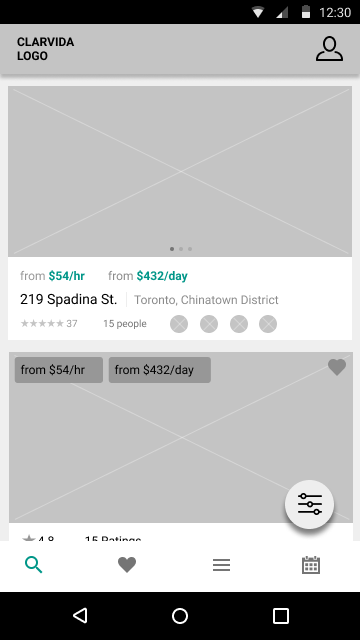 12:30
CLARVIDA
LOGO
from $54/hr from $432/day
219 Spadina St. Toronto, Chinatown District
37 15 people
from $54/hr from $432/day
4.8 15 Ratings